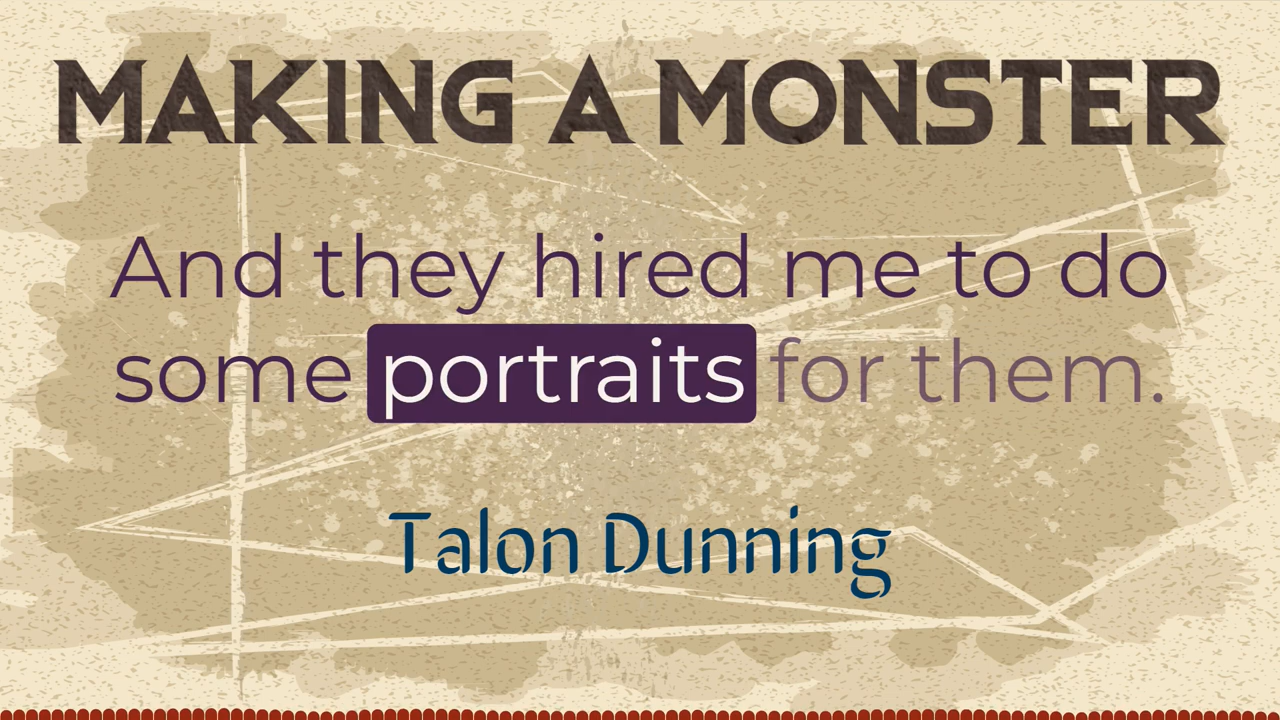 MAKING A MONSTER
And they hired me to do
some portraits for them.
Talon Dunning